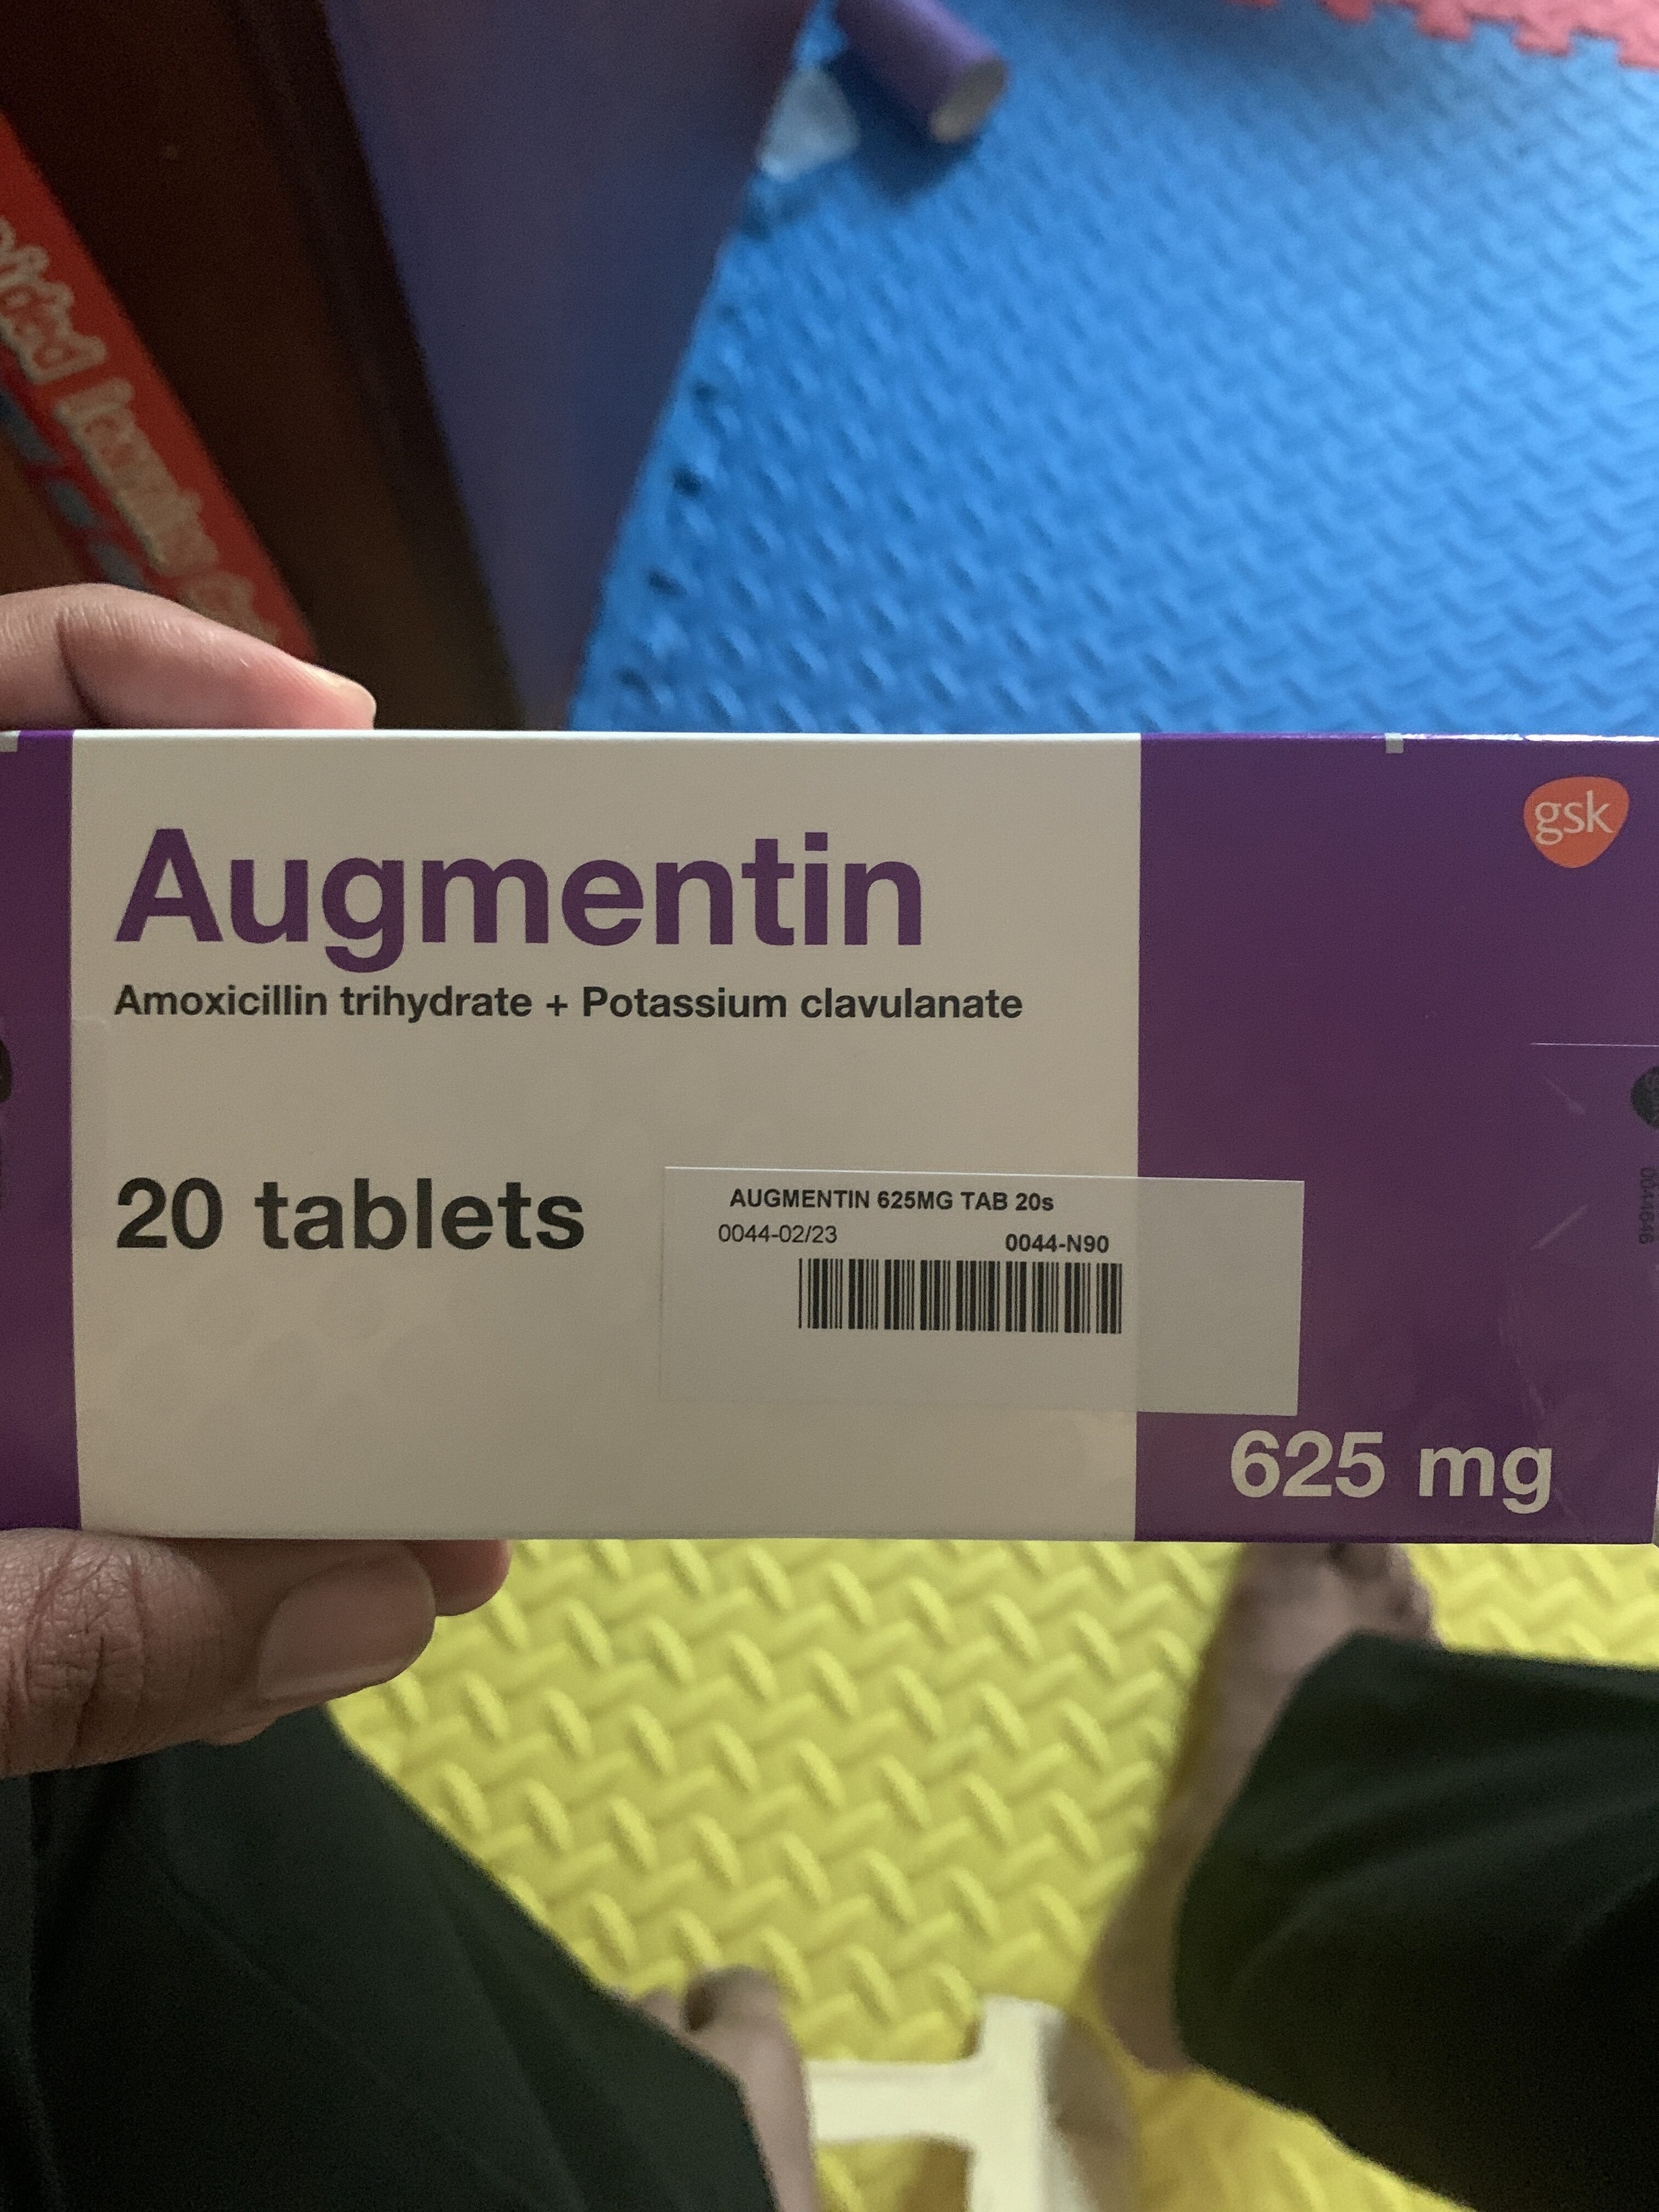 gsk
Augmentin
Amoxicillin trihydrate + Potassium clavulanate
20 tablets
AUGMENTIN 625MG TAB 20s
0044-02/23 0044-N90
625 mg